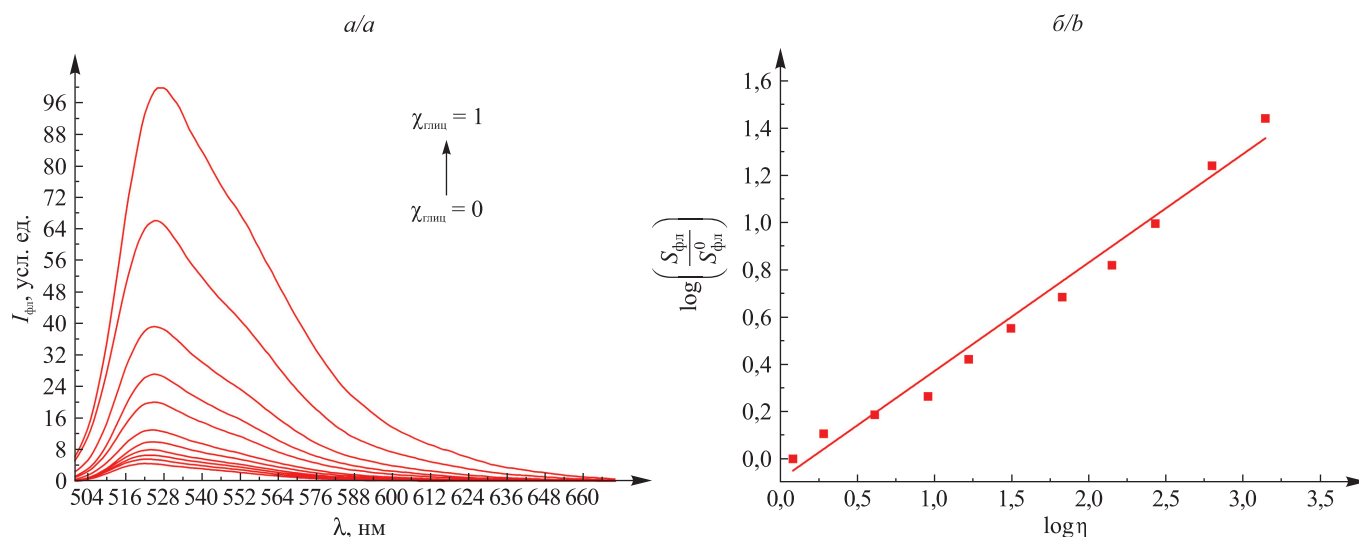 а/a
96
88
80
72
64
56
48
40
32
24
16
8
0
I фл, усл. ед.
χглиц = 1
χглиц = 0
504 516 528 540 552 564 576 588 600 612 624 636 648 660
λ, нм
б/b
1,6
1,4
1,2
1,0
0,8
0,6
0,4
0,2
0,0
log (Sфл / S⁰фл)
0,0 0,5 1,0 1,5 2,0 2,5 3,0 3,5
log η